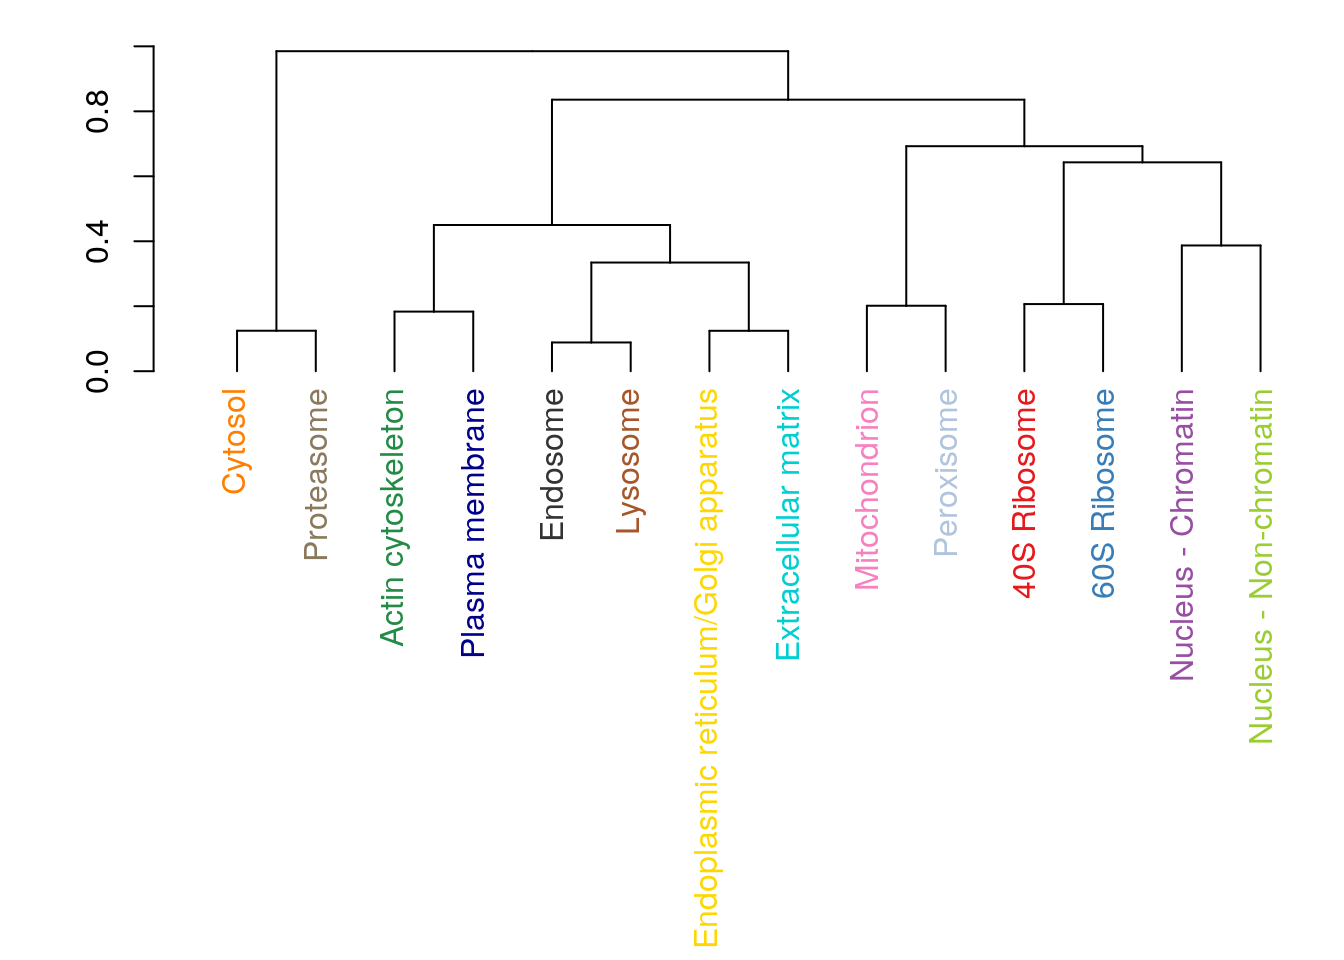 0.8
0.4
0.0
Cytosol
Proteasome
Actin cytoskeleton
Plasma membrane
Endosome
Lysosome
Endoplasmic reticulum/Golgi apparatus
Extracellular matrix
Mitochondrion
Peroxisome
40S Ribosome
60S Ribosome
Nucleus - Chromatin
Nucleus - Non-chromatin